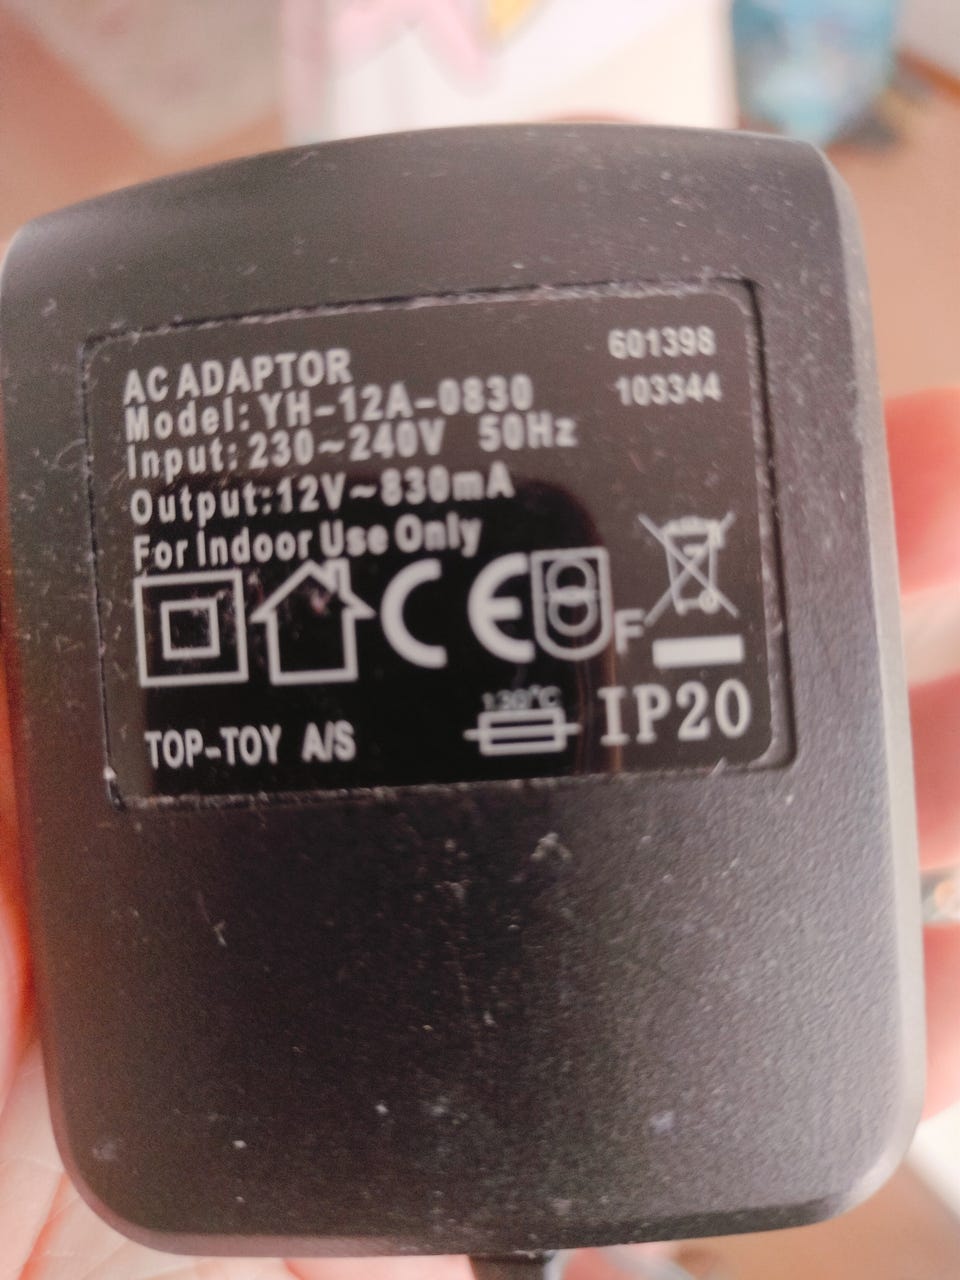 AC ADAPTOR
601398
Model: YH-12A-0830
103344
Input: 230~240V 50Hz
Output:12V~830mA
For Indoor Use Only
CE
F
130°C
TOP-TOY A/S
IP20